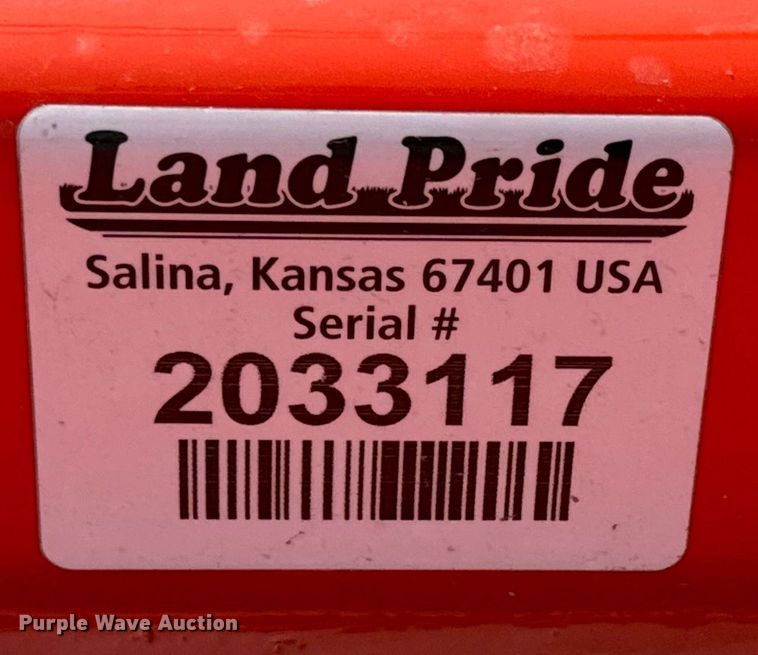 Land Pride
Salina, Kansas 67401 USA
Serial #
2033117
Purple Wave Auction